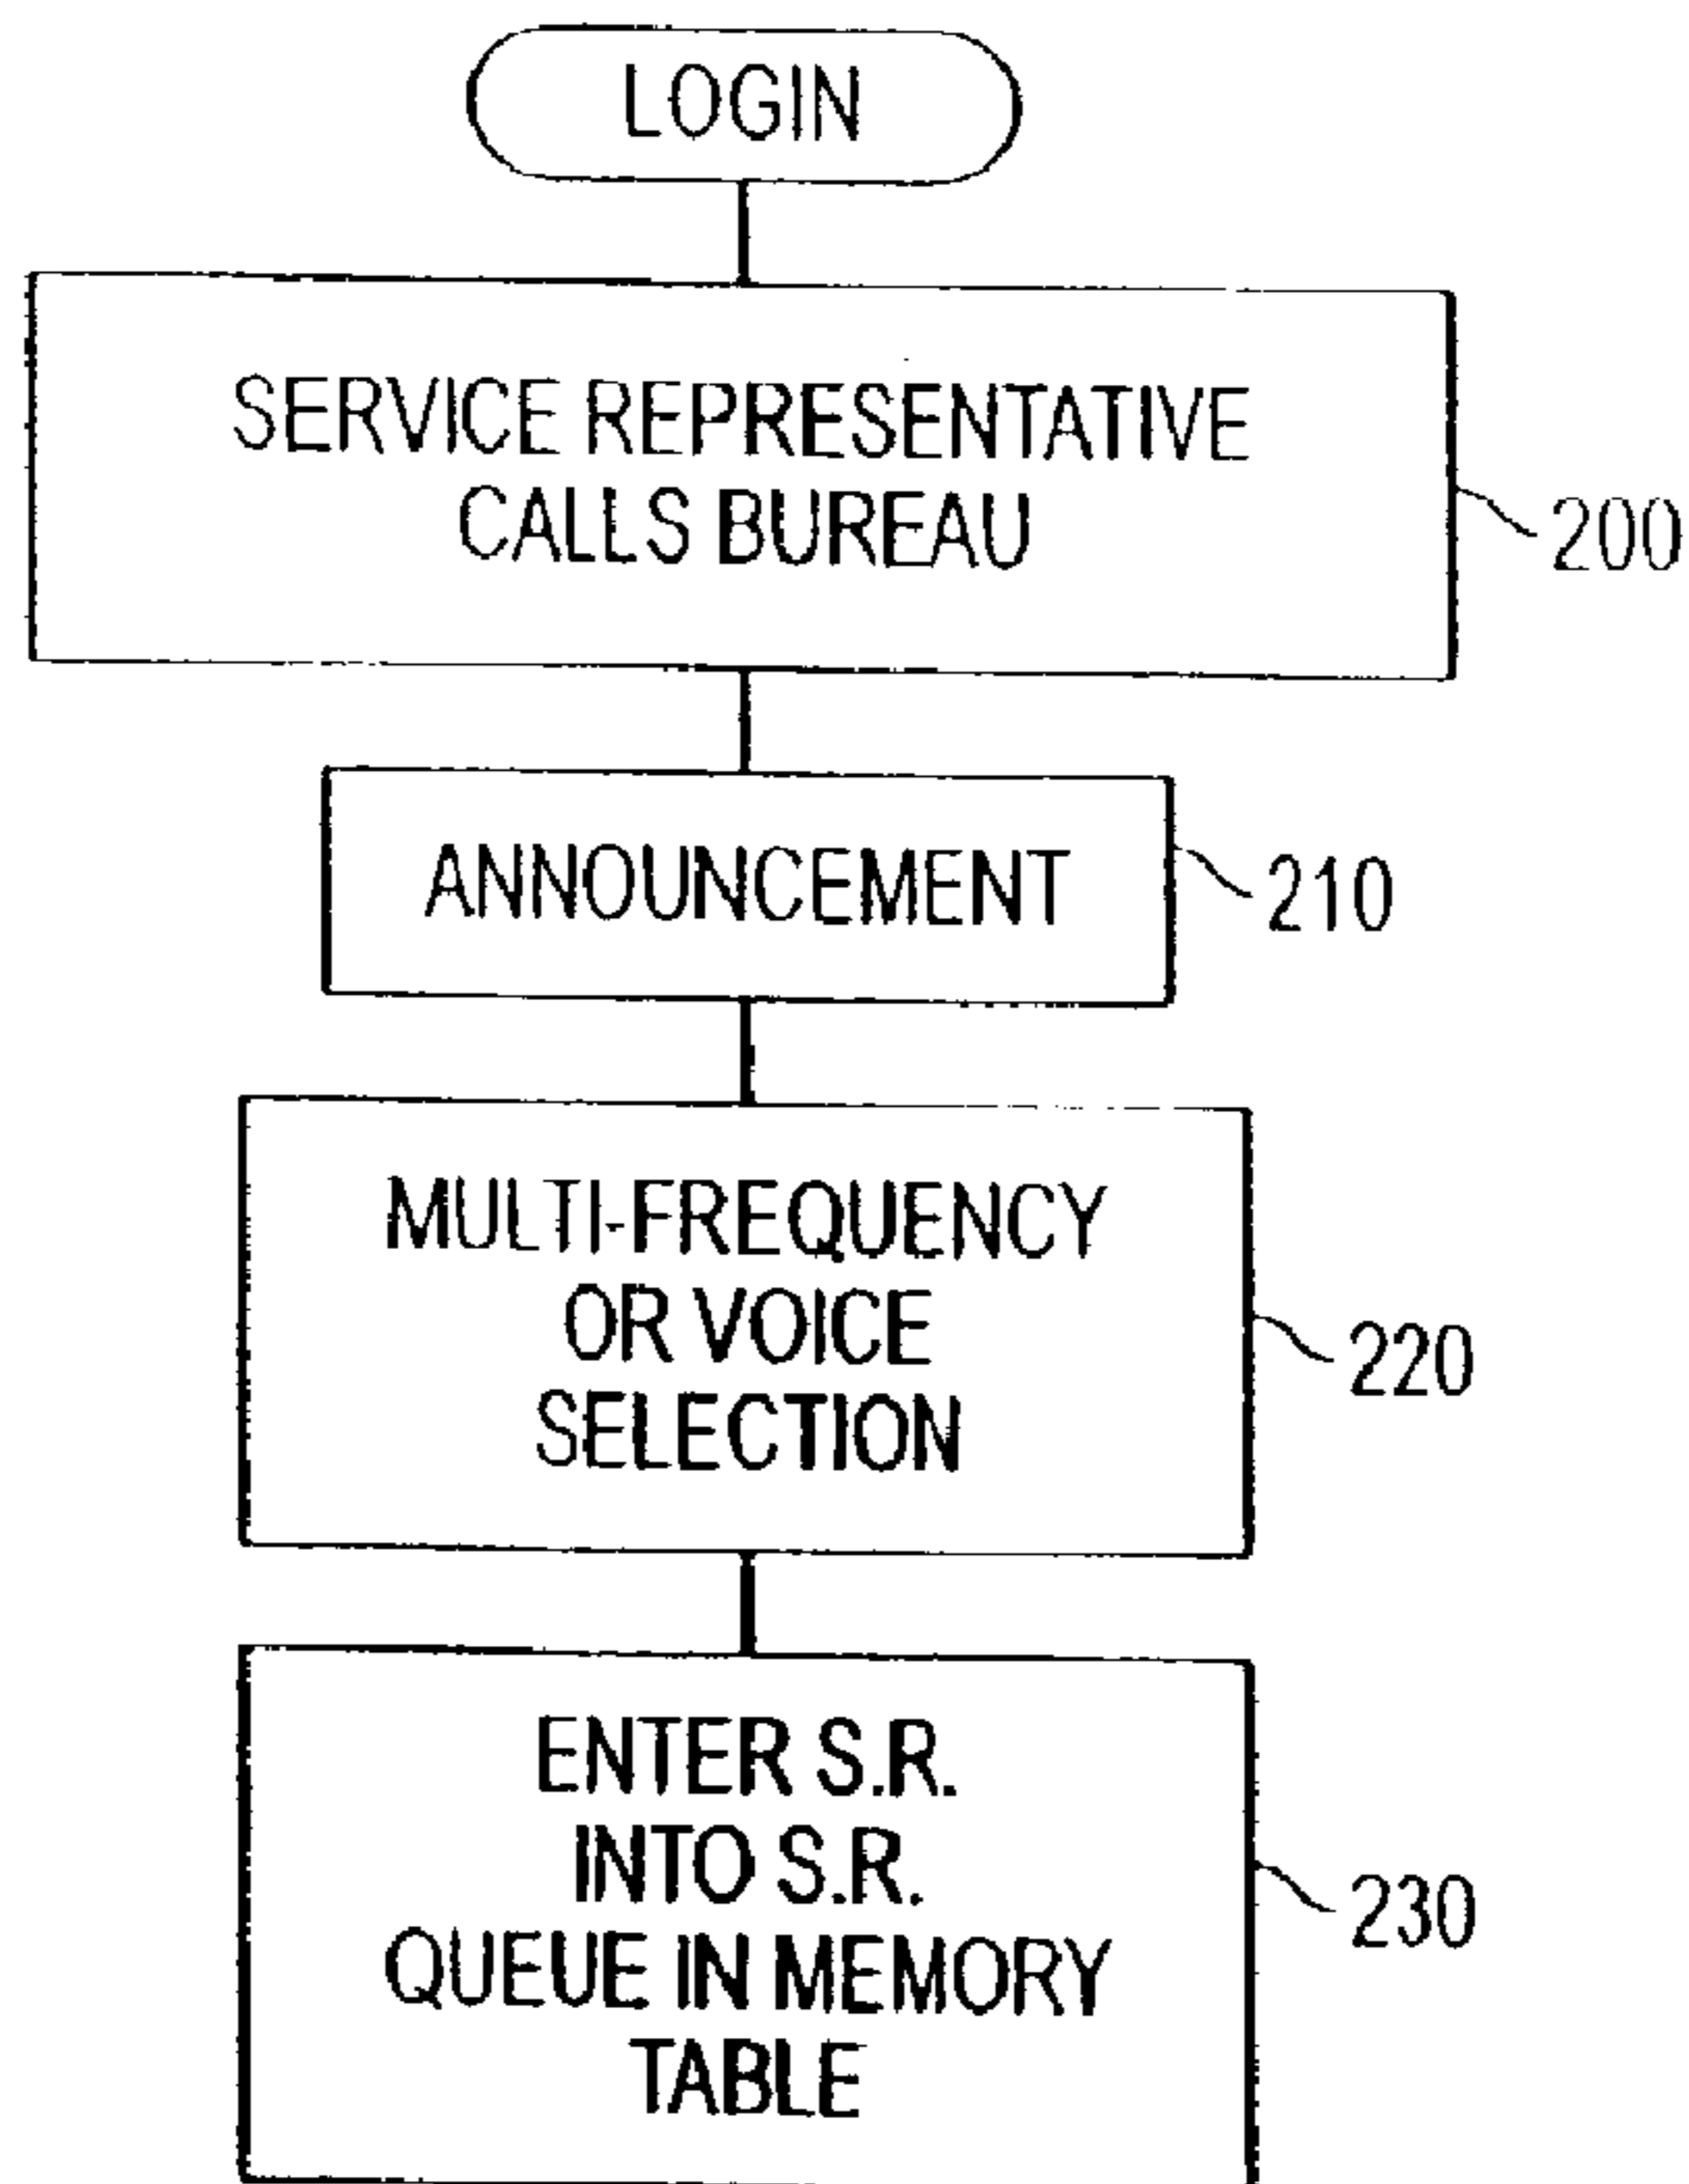 LOGIN
SERVICE REPRESENTATIVE
CALLS BUREAU
200
ANNOUNCEMENT
210
MULTI-FREQUENCY
OR VOICE
SELECTION
220
ENTER S.R.
INTO S.R.
QUEUE IN MEMORY
TABLE
230